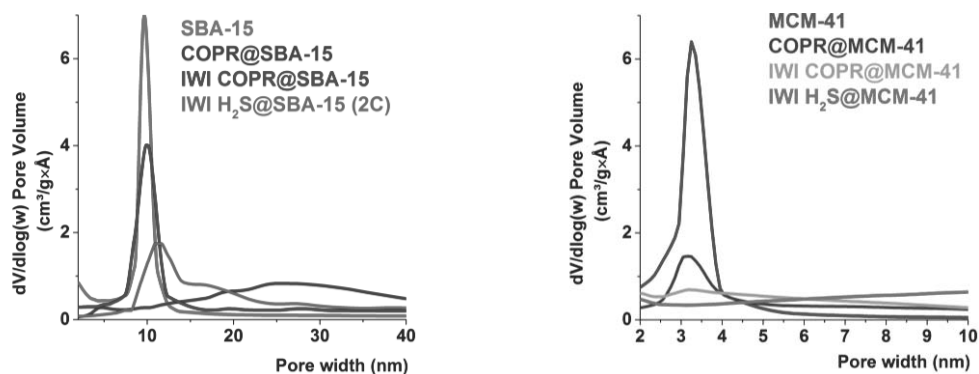 SBA-15
COPR@SBA-15
IWI COPR@SBA-15
IWI H₂S@SBA-15 (2C)
dV/dlog(w) Pore Volume
(cm³/g×Å)
6
4
2
0
10
20
30
40
Pore width (nm)
MCM-41
COPR@MCM-41
IWI COPR@MCM-41
IWI H₂S@MCM-41
dV/dlog(w) Pore Volume
(cm³/g×Å)
6
4
2
0
2
3
4
5
6
7
8
9
10
Pore width (nm)